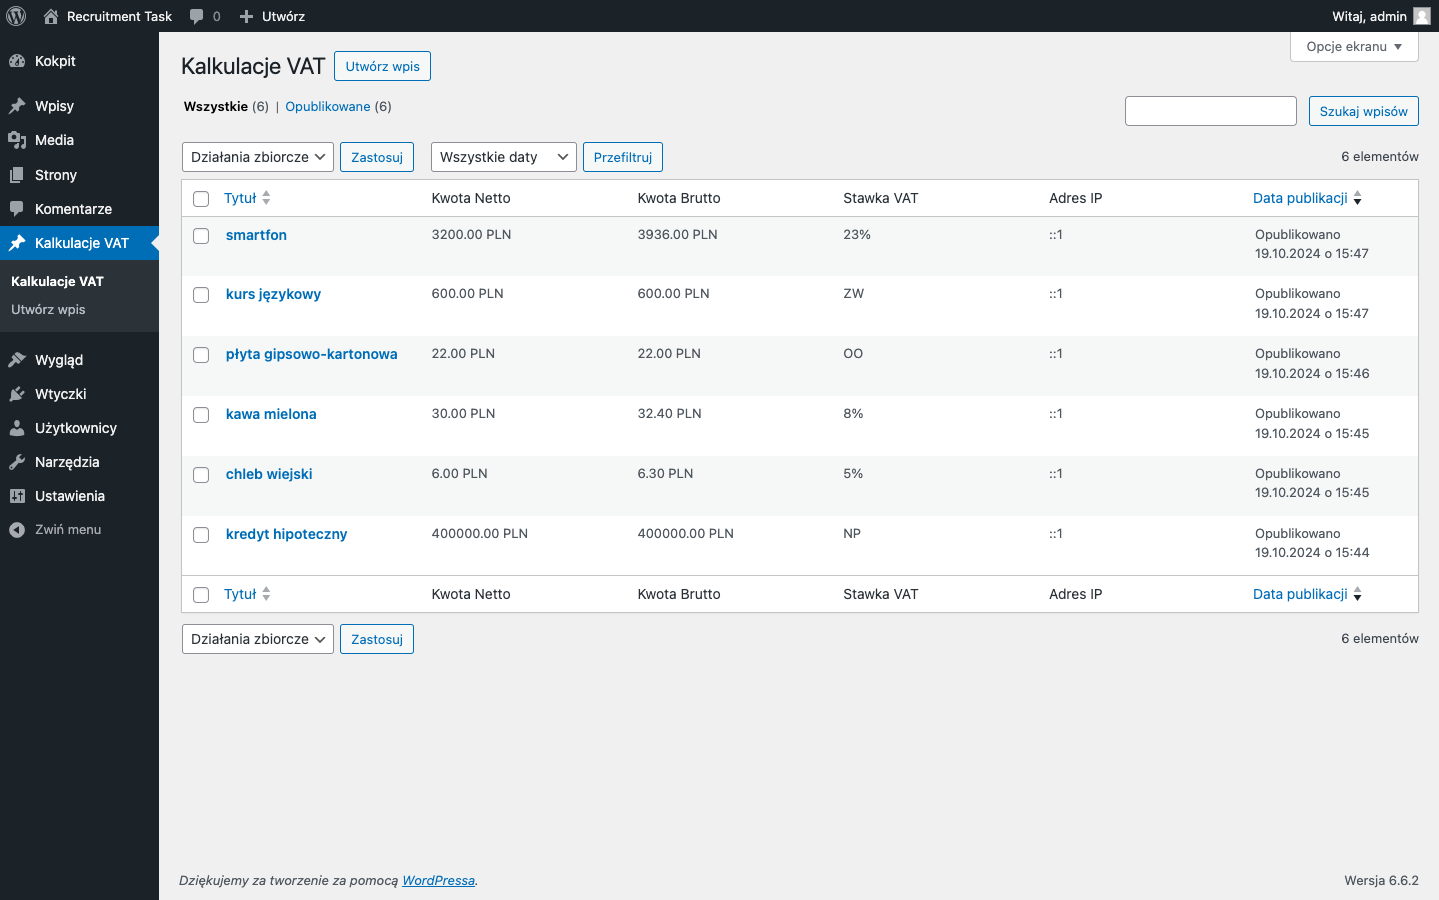 Recruitment Task 0 Utwórz Witaj, admin
Kokpit
Wpisy
Media
Strony
Komentarze
Kalkulacje VAT
Kalkulacje VAT
Utwórz wpis
Wygląd
Wtyczki
Użytkownicy
Narzędzia
Ustawienia
Zwiń menu
Opcje ekranu
Kalkulacje VAT Utwórz wpis
Wszystkie (6) | Opublikowane (6)
Szukaj wpisów
Działania zbiorcze Zastosuj Wszystkie daty Przefiltruj 6 elementów
Tytuł Kwota Netto Kwota Brutto Stawka VAT Adres IP Data publikacji
smartfon 3200.00 PLN 3936.00 PLN 23% ::1 Opublikowano
19.10.2024 o 15:47
kurs językowy 600.00 PLN 600.00 PLN ZW ::1 Opublikowano
19.10.2024 o 15:47
płyta gipsowo-kartonowa 22.00 PLN 22.00 PLN OO ::1 Opublikowano
19.10.2024 o 15:46
kawa mielona 30.00 PLN 32.40 PLN 8% ::1 Opublikowano
19.10.2024 o 15:45
chleb wiejski 6.00 PLN 6.30 PLN 5% ::1 Opublikowano
19.10.2024 o 15:45
kredyt hipoteczny 400000.00 PLN 400000.00 PLN NP ::1 Opublikowano
19.10.2024 o 15:44
Tytuł Kwota Netto Kwota Brutto Stawka VAT Adres IP Data publikacji
Działania zbiorcze Zastosuj 6 elementów
Dziękujemy za tworzenie za pomocą WordPressa. Wersja 6.6.2